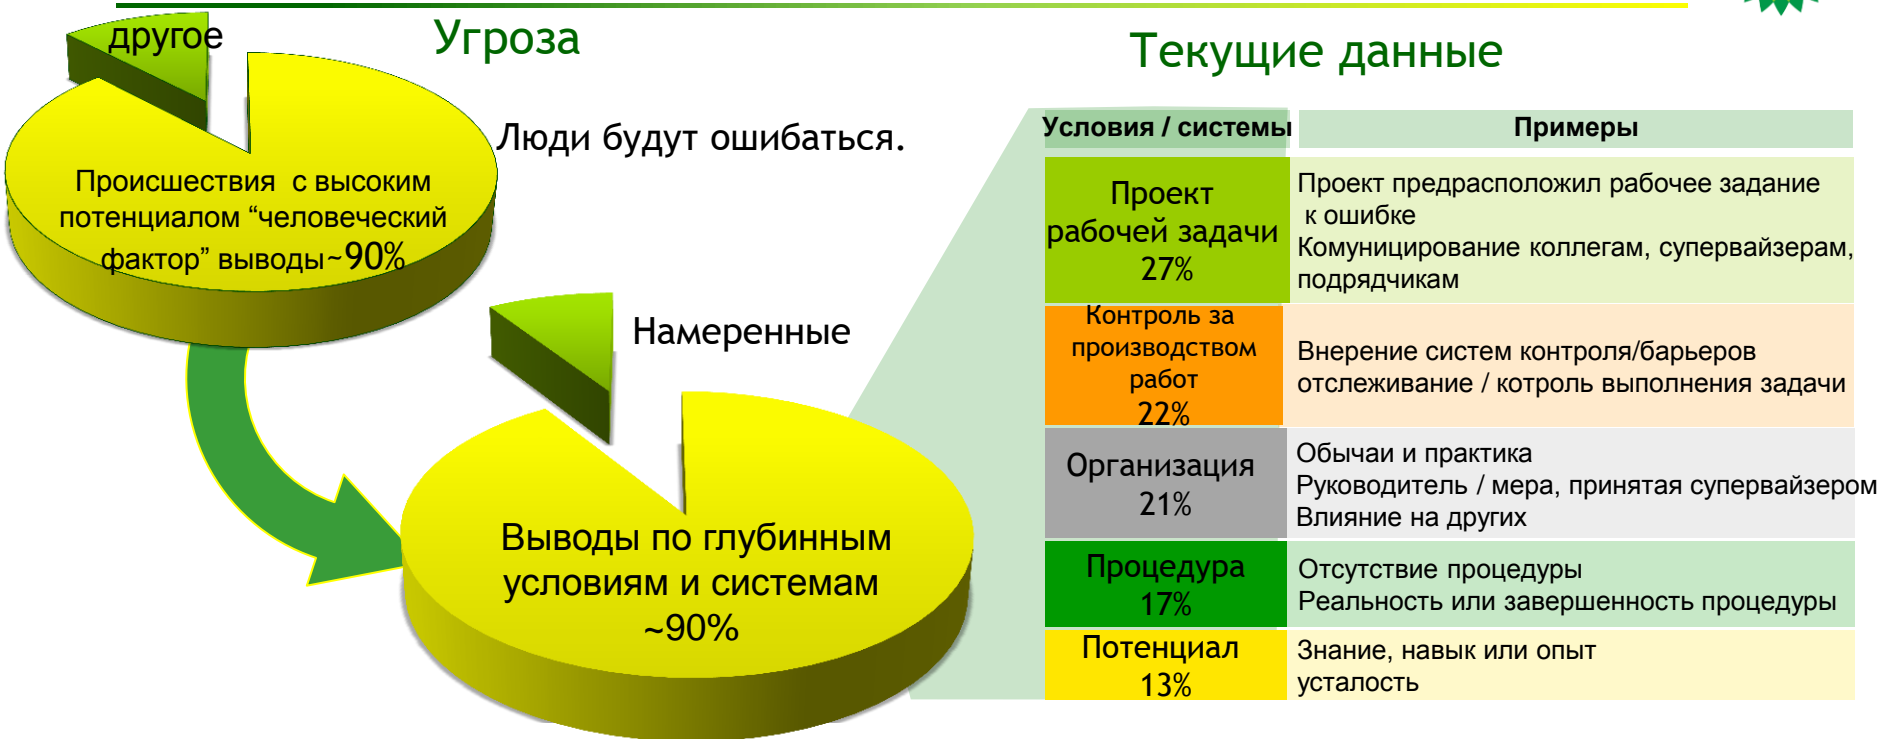 другое
Угроза
Текущие данные
Люди будут ошибаться.
Происшествия с высоким
потенциалом “человеческий
фактор” выводы~90%
Намеренные
Выводы по глубинным
условиям и системам
~90%
Условия / системы
Примеры
Проект
рабочей задачи
27%
Проект предрасположил рабочее задание
к ошибке
Комуницирование коллегам, супервайзерам,
подрядчикам
Контроль за
производством
работ
22%
Внерение систем контроля/барьеров
отслеживание / котроль выполнения задачи
Организация
21%
Обычаи и практика
Руководитель / мера, принятая супервайзером
Влияние на других
Процедура
17%
Отсутствие процедуры
Реальность или завершенность процедуры
Потенциал
13%
Знание, навык или опыт
усталость